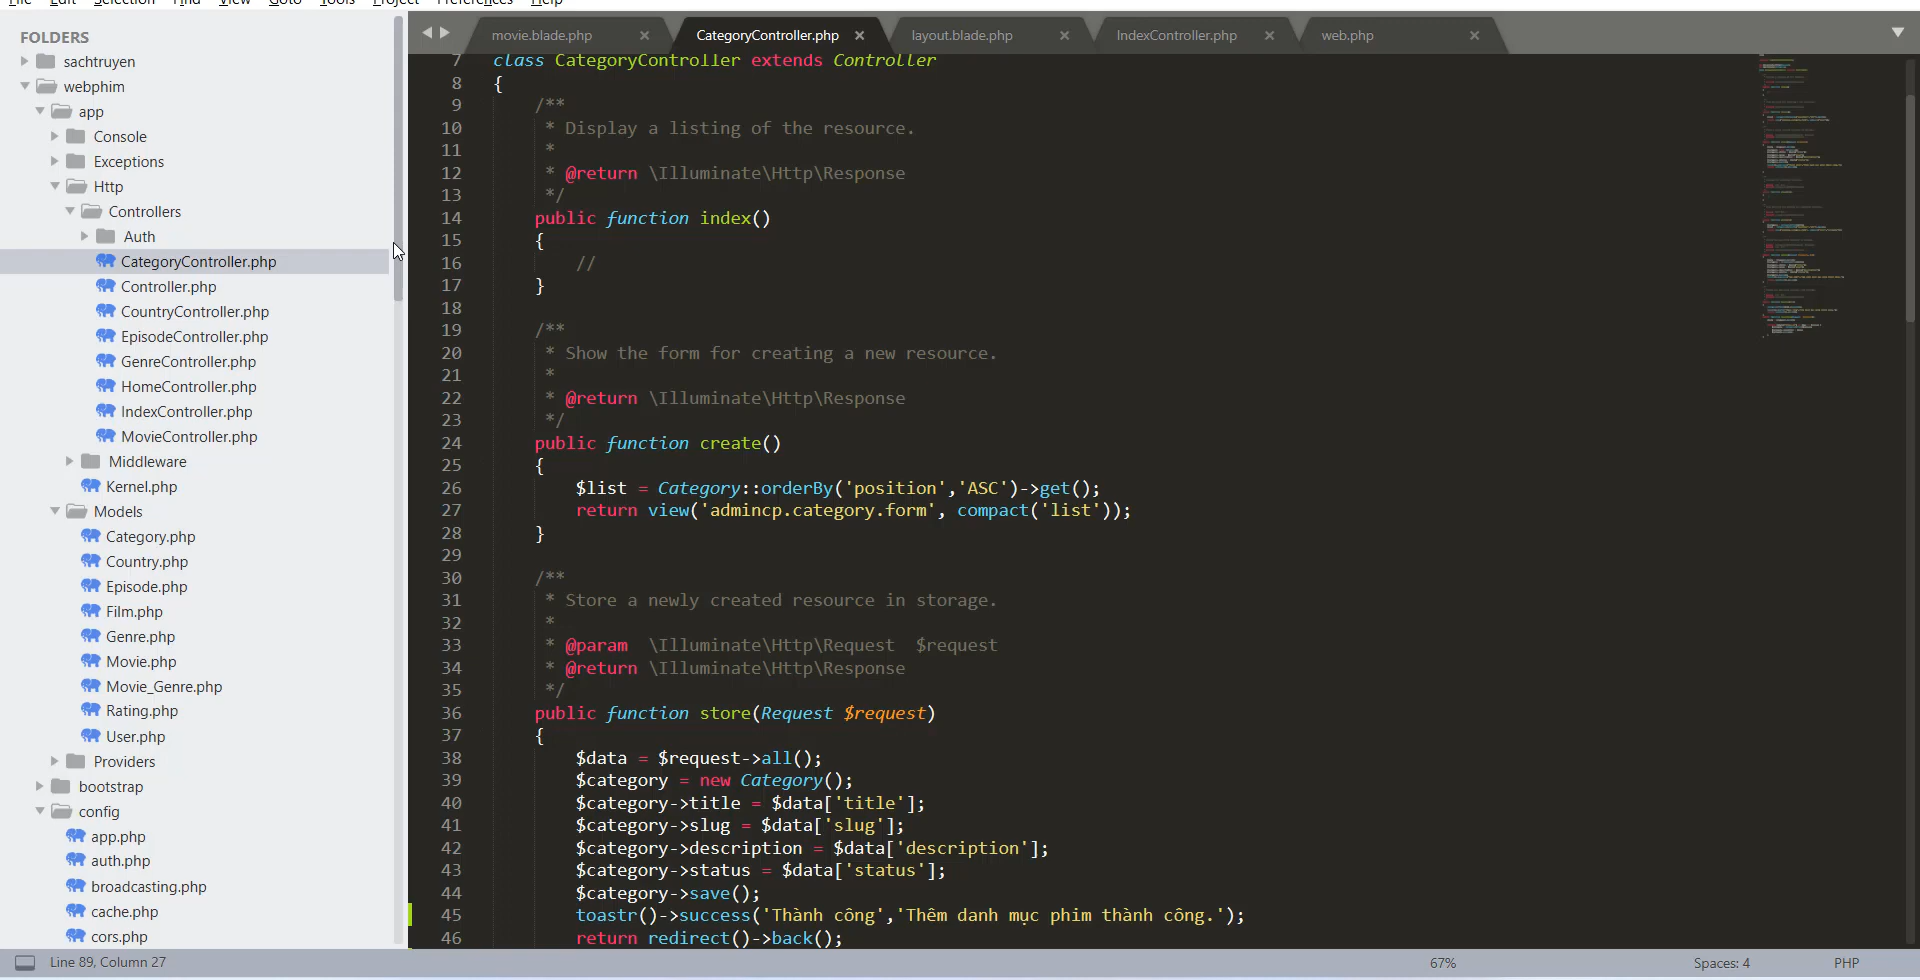 File Edit Selection Find View Goto Tools Project Preferences Help
FOLDERS
sachtruyen
webphim
app
Console
Exceptions
Http
Controllers
Auth
CategoryController.php
Controller.php
CountryController.php
EpisodeController.php
GenreController.php
HomeController.php
IndexController.php
MovieController.php
Middleware
Kernel.php
Models
Category.php
Country.php
Episode.php
Film.php
Genre.php
Movie.php
Movie_Genre.php
Rating.php
User.php
Providers
bootstrap
config
app.php
auth.php
broadcasting.php
cache.php
cors.php
movie.blade.php CategoryController.php layout.blade.php IndexController.php web.php
7 class CategoryController extends Controller
8 {
9 /**
10 * Display a listing of the resource.
11 *
12 * @return \Illuminate\Http\Response
13 */
14 public function index()
15 {
16 //
17 }
18
19 /**
20 * Show the form for creating a new resource.
21 *
22 * @return \Illuminate\Http\Response
23 */
24 public function create()
25 {
26 $list = Category::orderBy('position','ASC')->get();
27 return view('admincp.category.form', compact('list'));
28 }
29
30 /**
31 * Store a newly created resource in storage.
32 *
33 * @param  \Illuminate\Http\Request  $request
34 * @return \Illuminate\Http\Response
35 */
36 public function store(Request $request)
37 {
38 $data = $request->all();
39 $category = new Category();
40 $category->title = $data['title'];
41 $category->slug = $data['slug'];
42 $category->description = $data['description'];
43 $category->status = $data['status'];
44 $category->save();
45 toastr()->success('Thành công','Thêm danh mục phim thành công.');
46 return redirect()->back();
Line 89, Column 27 67% Spaces: 4 PHP